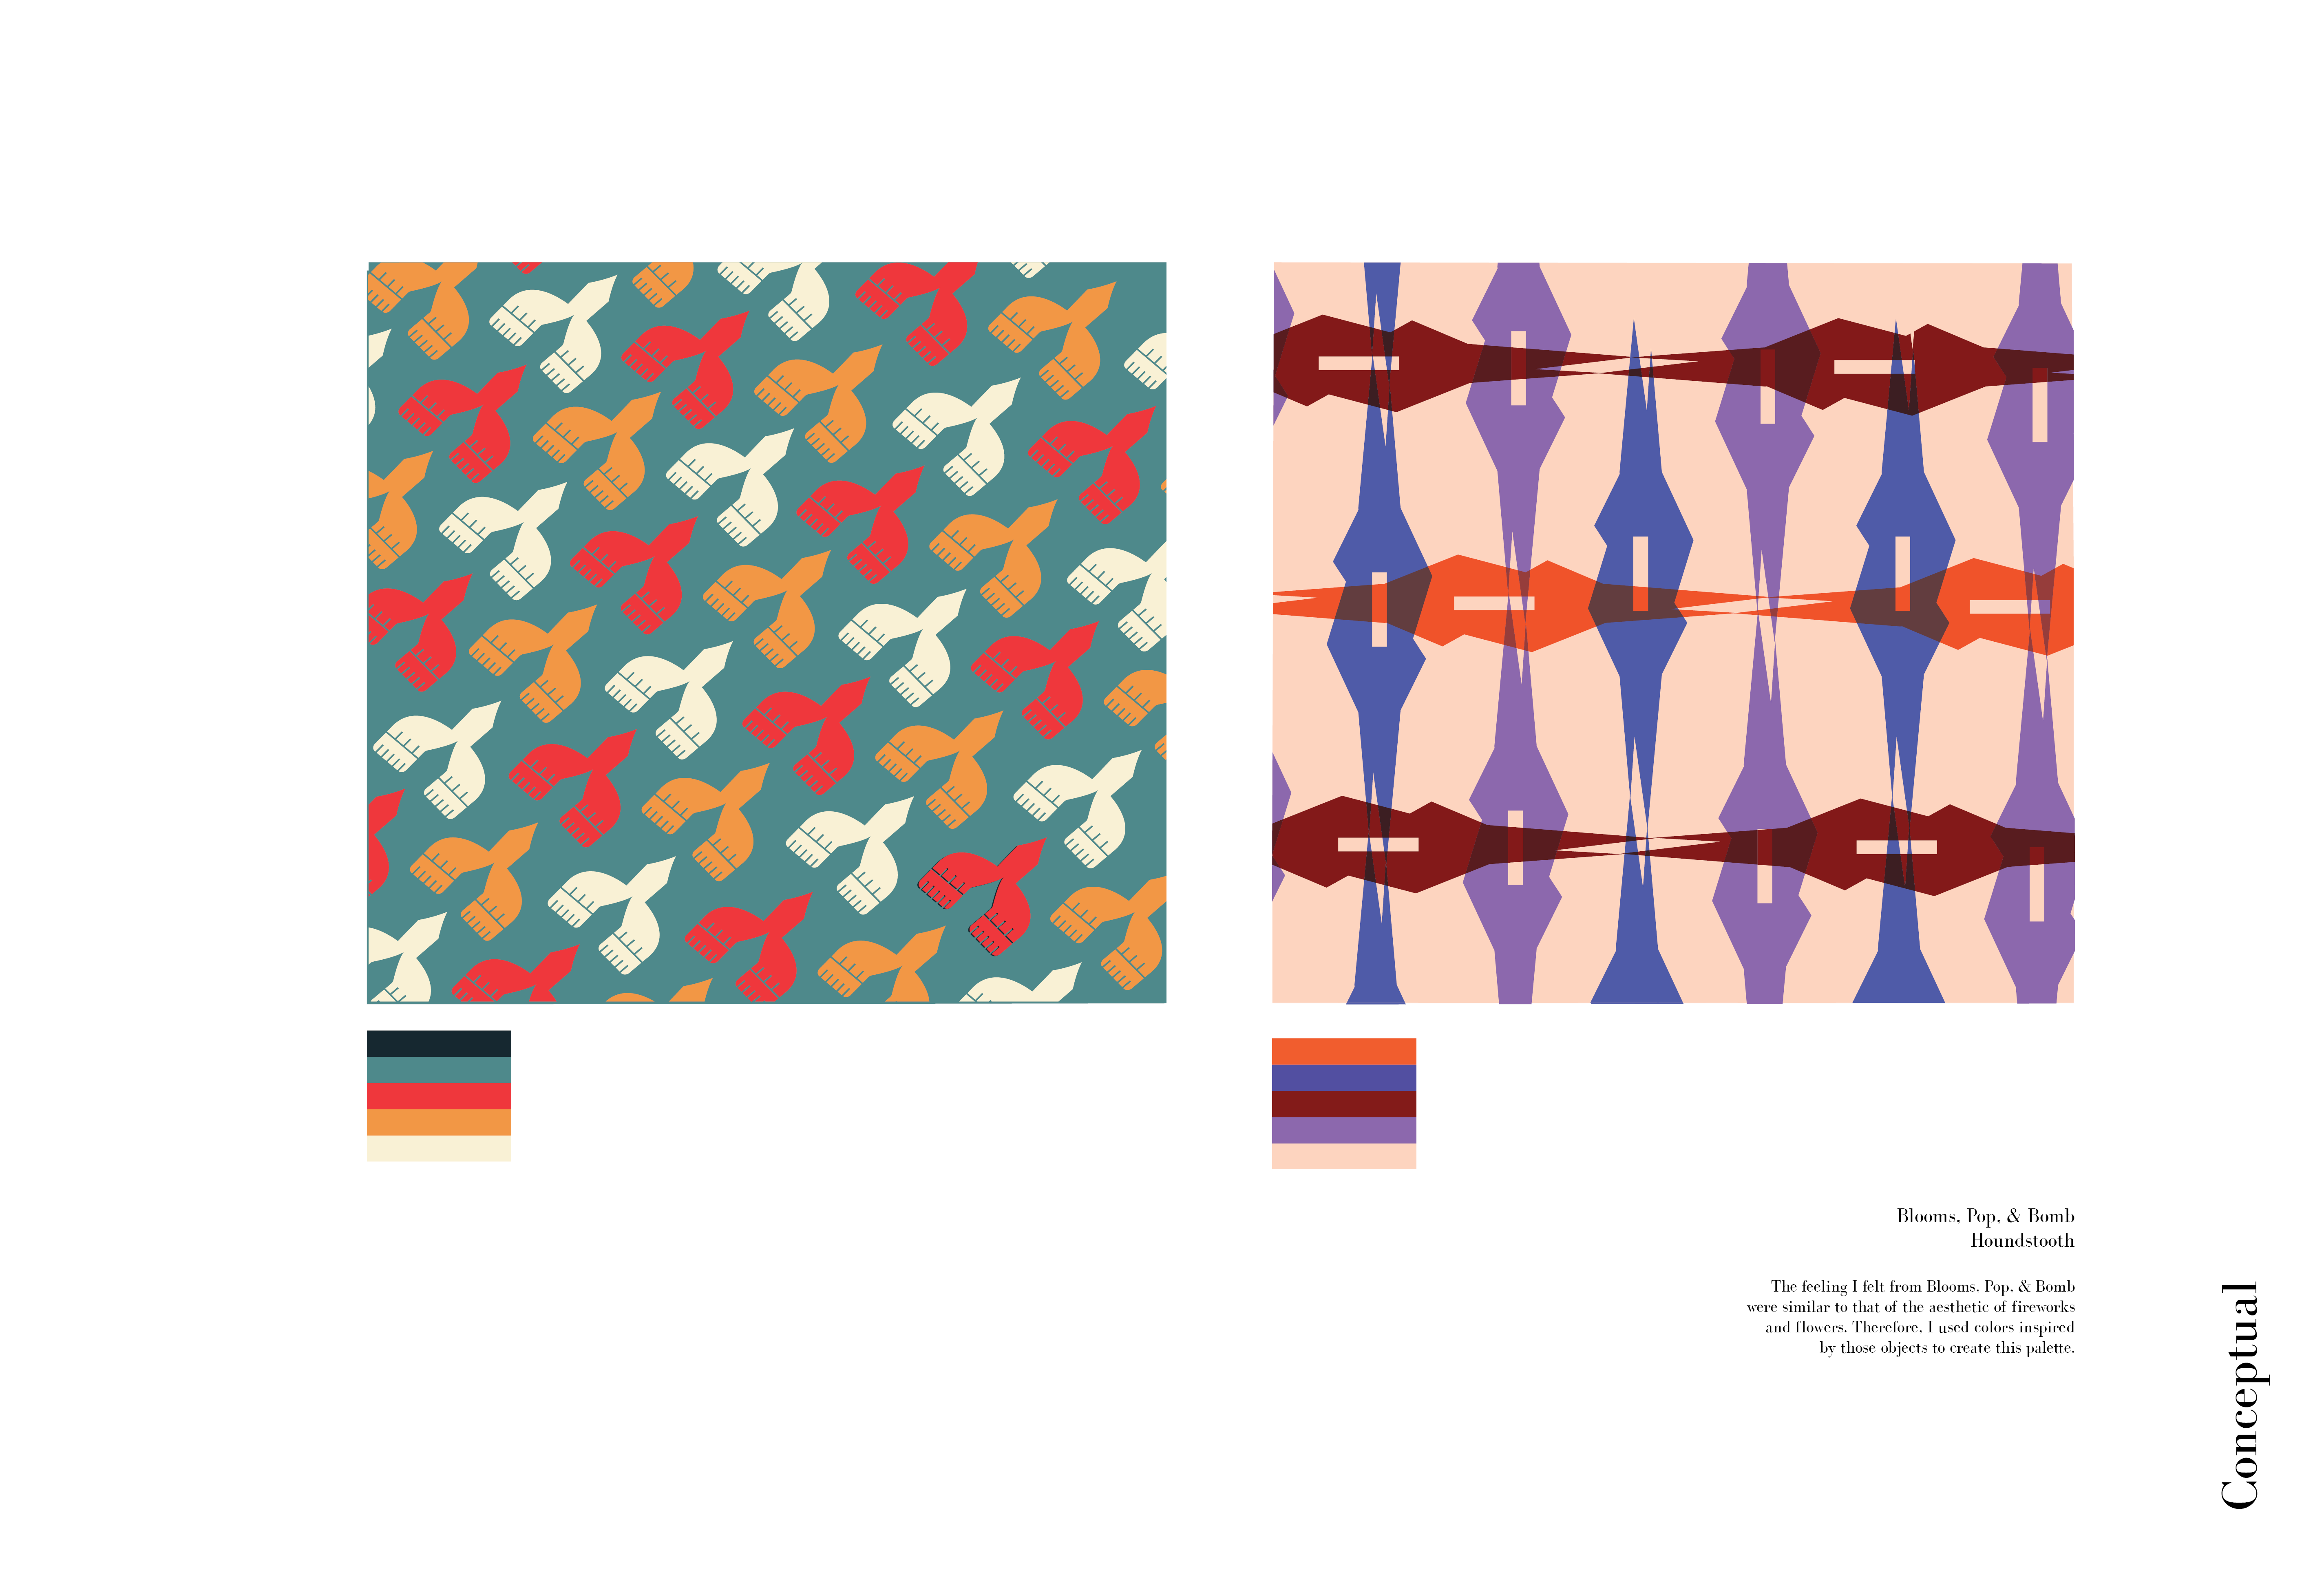 Blooms, Pop, & Bomb
Houndstooth
The feeling I felt from Blooms, Pop, & Bomb
were similar to that of the aesthetic of fireworks
and flowers. Therefore, I used colors inspired
by those objects to create this palette.
Conceptual